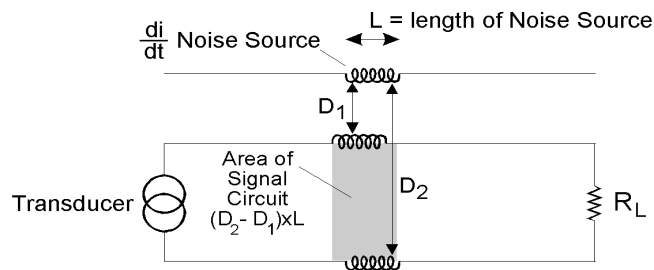 L = length of Noise Source
di
dt
Noise Source
D1
Area of
Signal
Circuit
(D2- D1)xL
D2
Transducer
RL